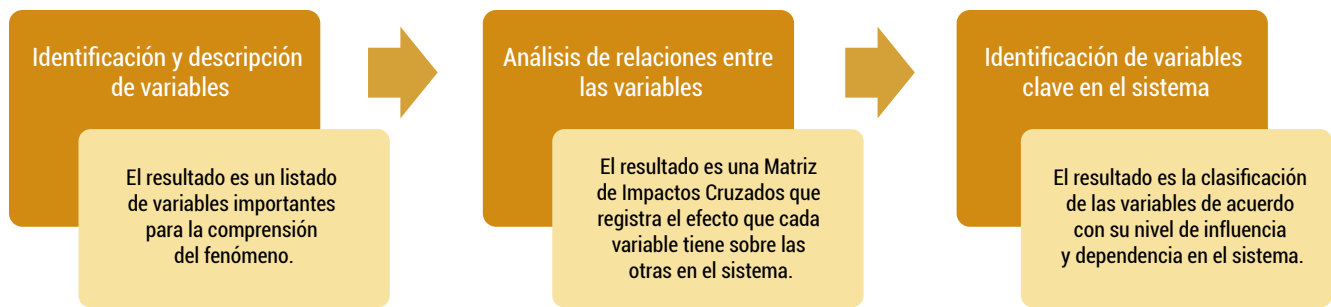 Identificación y descripción
de variables
El resultado es un listado
de variables importantes
para la comprensión
del fenómeno.
Análisis de relaciones entre
las variables
El resultado es una Matriz
de Impactos Cruzados que
registra el efecto que cada
variable tiene sobre las
otras en el sistema.
Identificación de variables
clave en el sistema
El resultado es la clasificación
de las variables de acuerdo
con su nivel de influencia
y dependencia en el sistema.